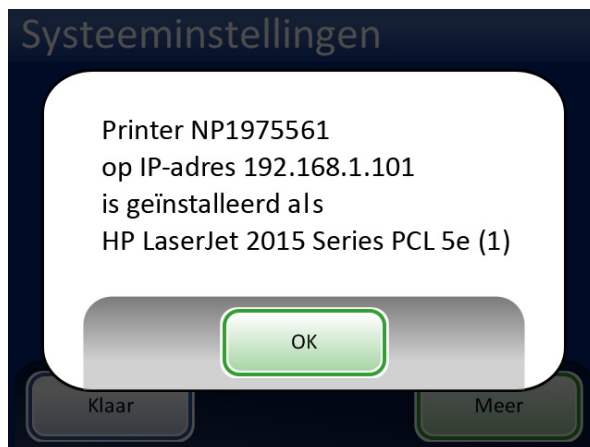 Systeeminstellingen
Printer NP1975561
op IP-adres 192.168.1.101
is geïnstalleerd als
HP LaserJet 2015 Series PCL 5e (1)
OK
Klaar
Meer